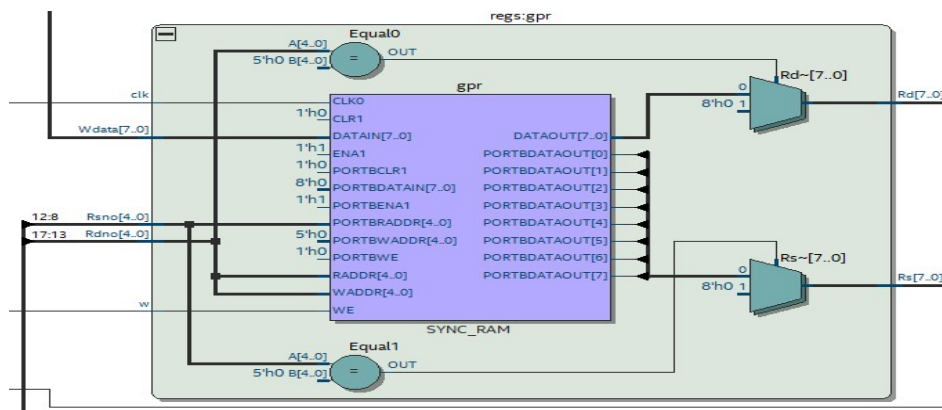 regs:gpr
Equal0
A[4..0]
5'h0 B[4..0]
=
OUT
Rd~[7..0]
0
8'h0 1
Rd[7..0]
gpr
clk
CLK0
1'h0
CLR1
Wdata[7..0]
DATAIN[7..0]
DATAOUT[7..0]
1'h1
ENA1
PORTBDATAOUT[0]
1'h0
PORTBCLR1
PORTBDATAOUT[1]
8'h0
PORTBDATAIN[7..0]
PORTBDATAOUT[2]
1'h1
PORTBENA1
PORTBDATAOUT[3]
12:8
Rsno[4..0]
PORTBRADDR[4..0]
PORTBDATAOUT[4]
17:13
Rdno[4..0]
5'h0
PORTBWADDR[4..0]
PORTBDATAOUT[5]
1'h0
PORTBWE
PORTBDATAOUT[6]
RADDR[4..0]
PORTBDATAOUT[7]
WADDR[4..0]
w
WE
SYNC_RAM
Rs~[7..0]
0
8'h0 1
Rs[7..0]
Equal1
A[4..0]
5'h0 B[4..0]
=
OUT